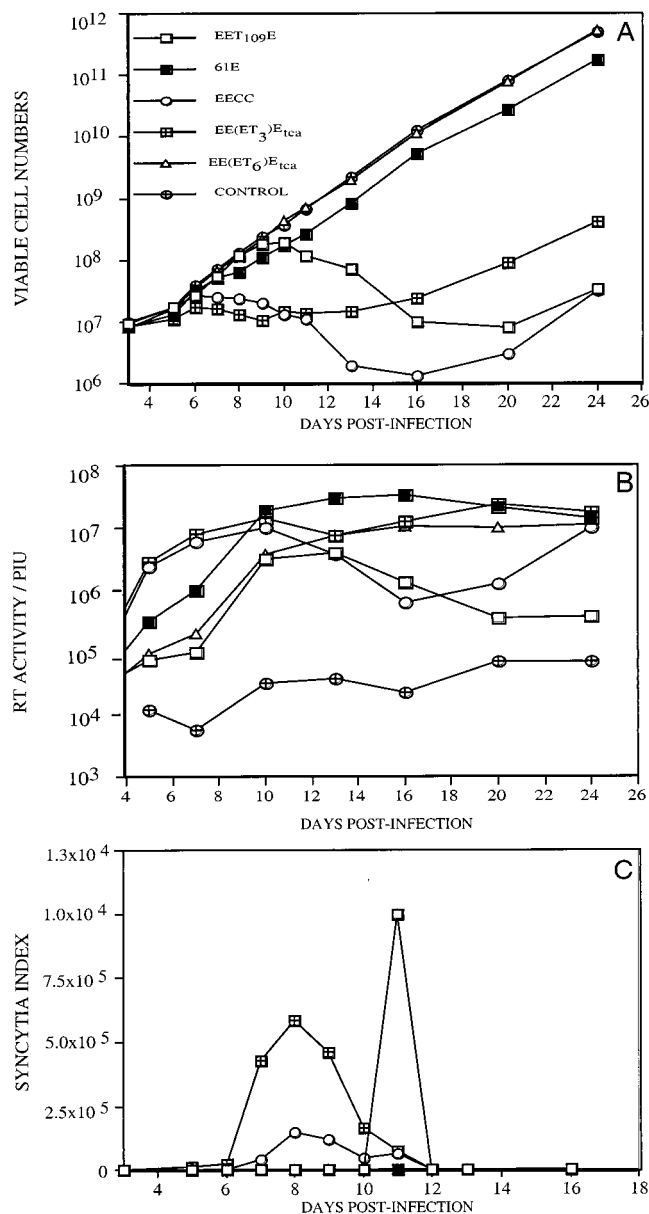 A
EET109E
61E
EECC
EE(ET3)Etca
EE(ET6)Etca
CONTROL
VIABLE CELL NUMBERS
10^12
10^11
10^10
10^9
10^8
10^7
10^6
4 6 8 10 12 14 16 18 20 22 24 26
DAYS POST-INFECTION
B
RT ACTIVITY / PIU
10^8
10^7
10^6
10^5
10^4
10^3
4 6 8 10 12 14 16 18 20 22 24 26
DAYS POST-INFECTION
C
SYNCYTIA INDEX
1.3x10^4
1.0x10^4
7.5x10^5
5.0x10^5
2.5x10^5
0
4 6 8 10 12 14 16 18
DAYS POST-INFECTION